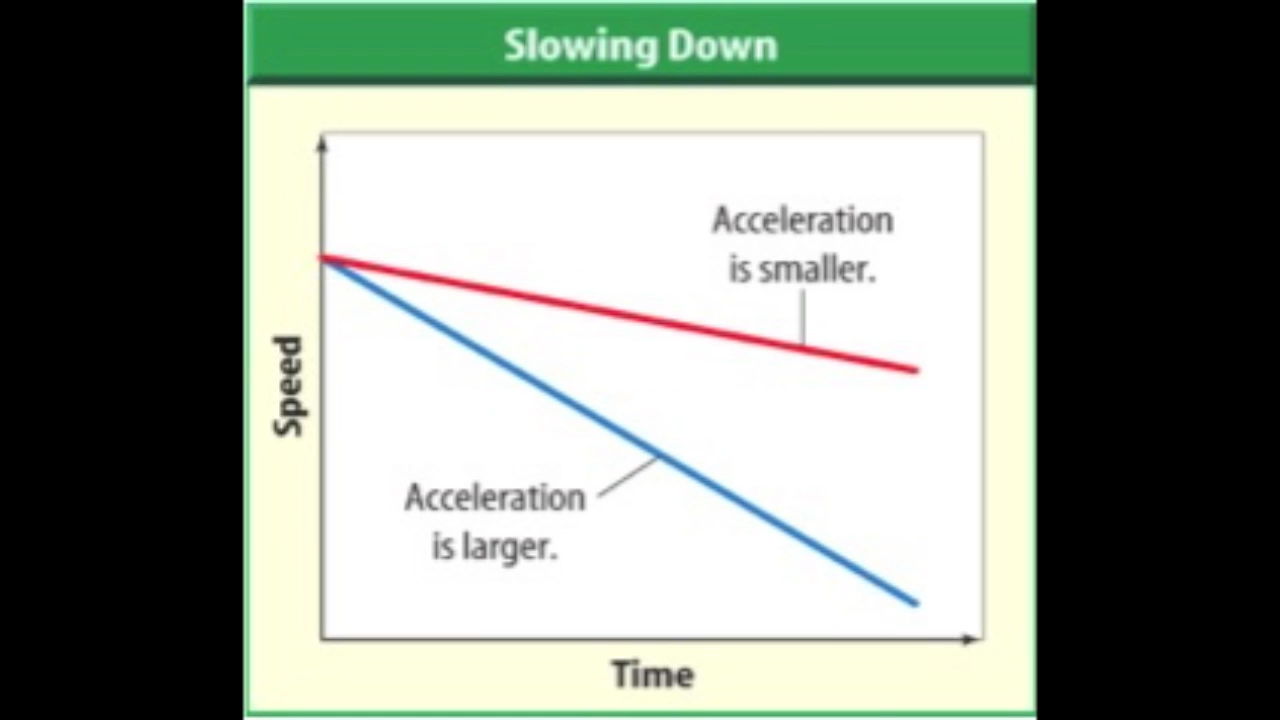 Slowing Down
Acceleration
is smaller.
Speed
Acceleration
is larger.
Time